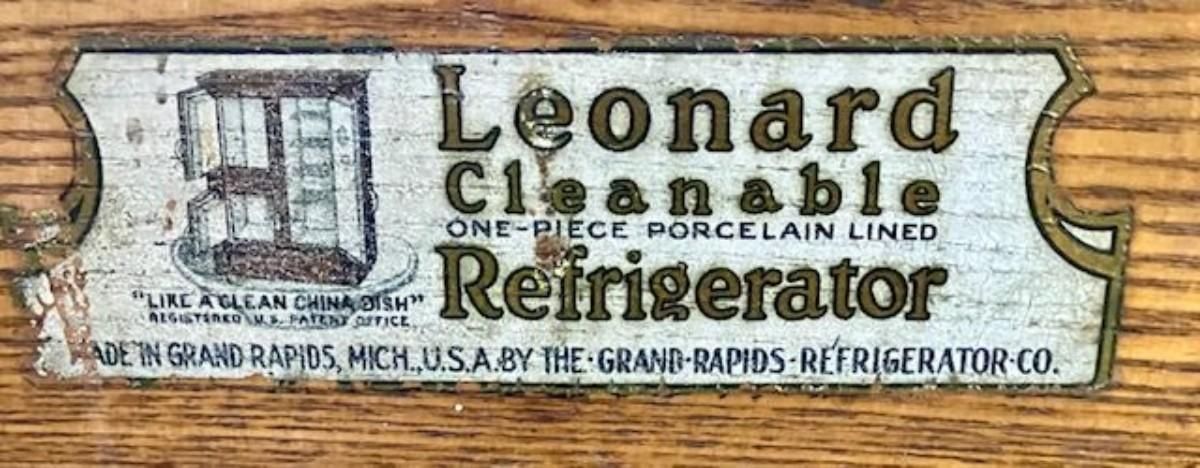 Leonard
Cleanable
ONE-PIECE PORCELAIN LINED
Refrigerator
"LIKE A CLEAN CHINA DISH"
REGISTERED U.S. PATENT OFFICE
ADE IN GRAND RAPIDS, MICH., U.S.A. BY THE·GRAND·RAPIDS·REFRIGERATOR·CO.